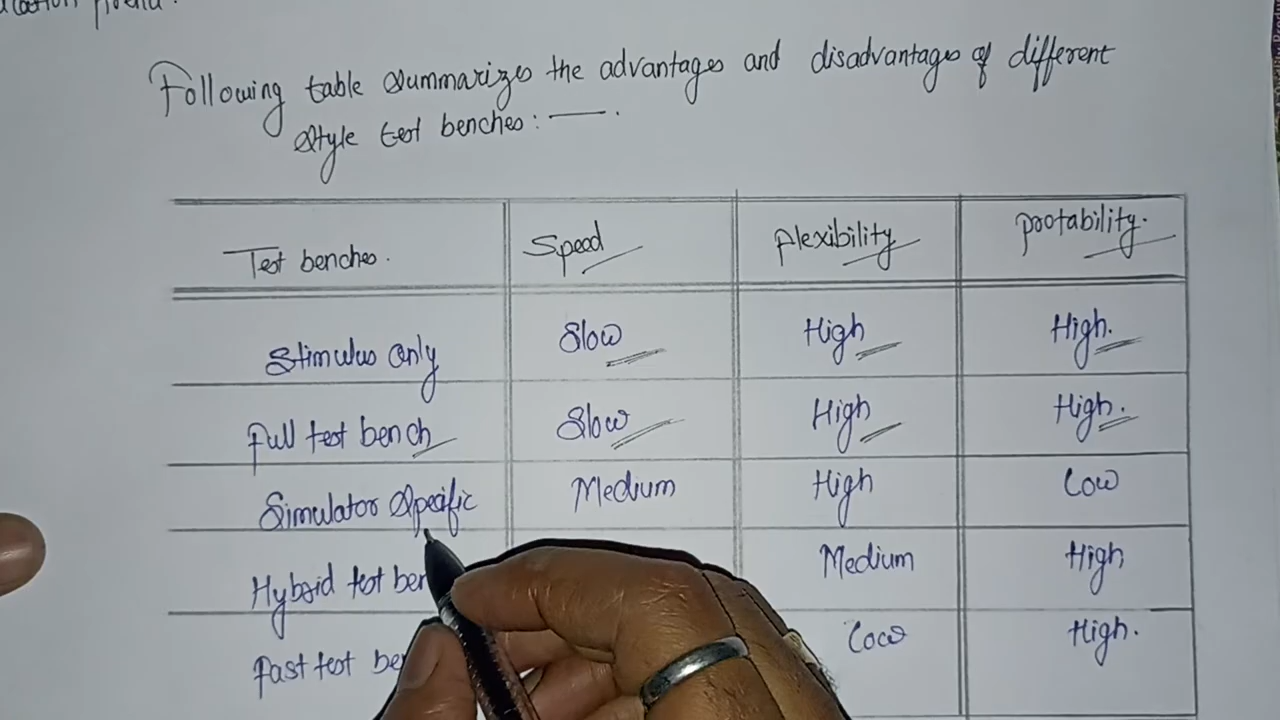 Following table summarizes the advantages and disadvantages of different
style test benches:—.
Test benches. Speed flexibility portability.
Stimulus only Slow High High.
Full test bench Slow High High.
Simulator specific Medium High Low
Hybrid test Medium High
Fast test Low High.